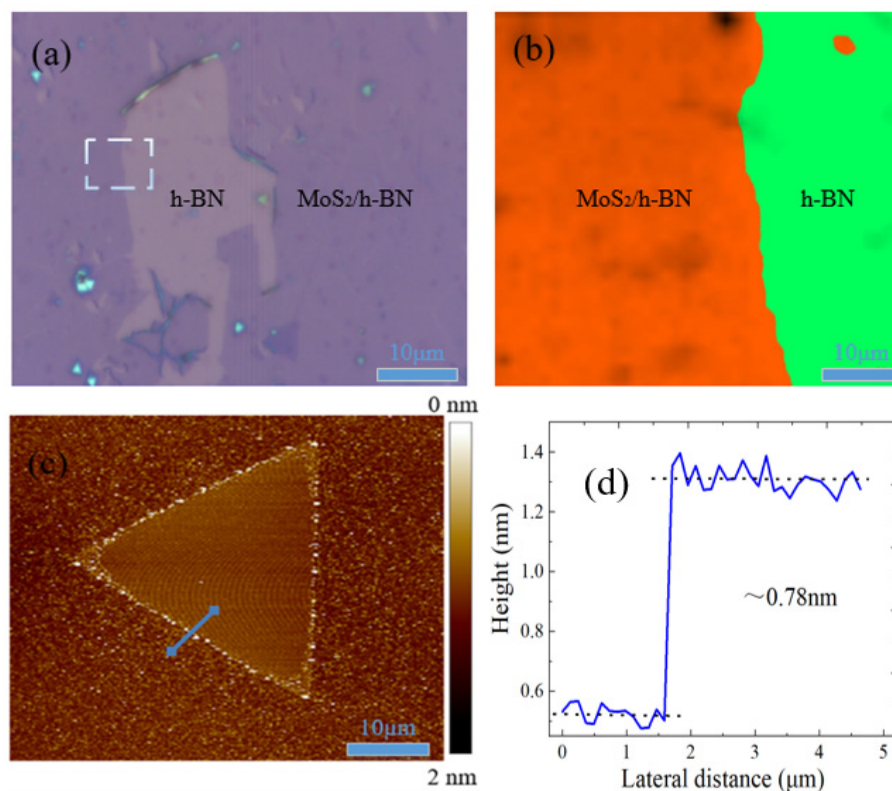 (a)
h-BN
MoS₂/h-BN
10μm
(b)
MoS₂/h-BN
h-BN
10μm
0 nm
(c)
10μm
2 nm
(d)
1.4
1.2
1.0
0.8
0.6
~0.78nm
Height (nm)
0 1 2 3 4 5
Lateral distance (μm)